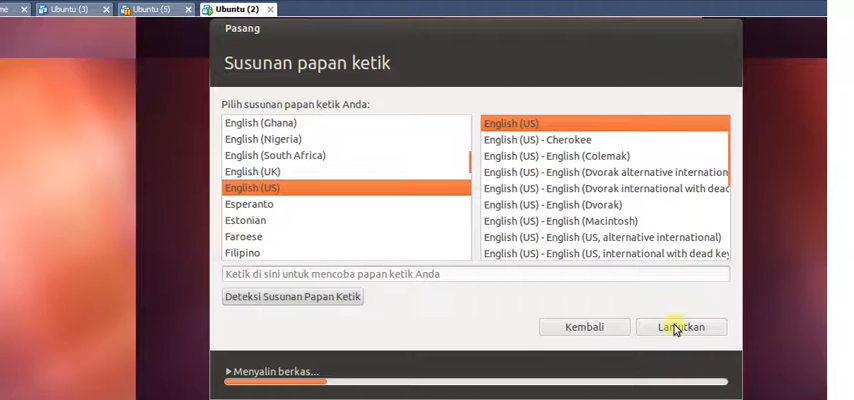 me
Ubuntu (3)
Ubuntu (5)
Ubuntu (2)
Pasang
Susunan papan ketik
Pilih susunan papan ketik Anda:
English (Ghana)
English (Nigeria)
English (South Africa)
English (UK)
English (US)
Esperanto
Estonian
Faroese
Filipino
English (US)
English (US) - Cherokee
English (US) - English (Colemak)
English (US) - English (Dvorak alternative internation
English (US) - English (Dvorak international with dead
English (US) - English (Dvorak)
English (US) - English (Macintosh)
English (US) - English (US, alternative international)
English (US) - English (US, international with dead key
Ketik di sini untuk mencoba papan ketik Anda
Deteksi Susunan Papan Ketik
Kembali
Lanjutkan
Menyalin berkas...